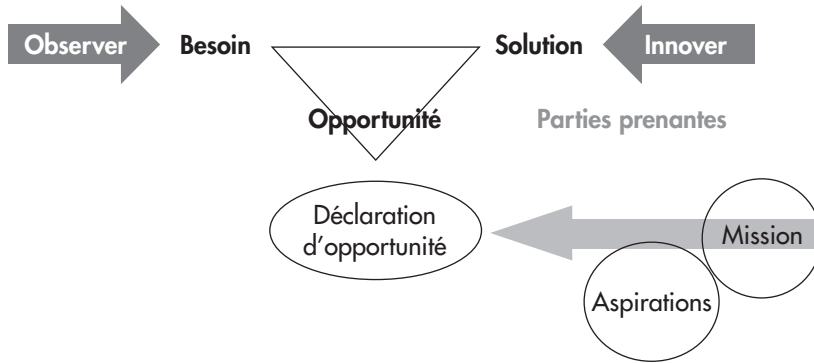 Observer Besoin Solution Innover
Opportunité Parties prenantes
Déclaration
d'opportunité
Mission
Aspirations